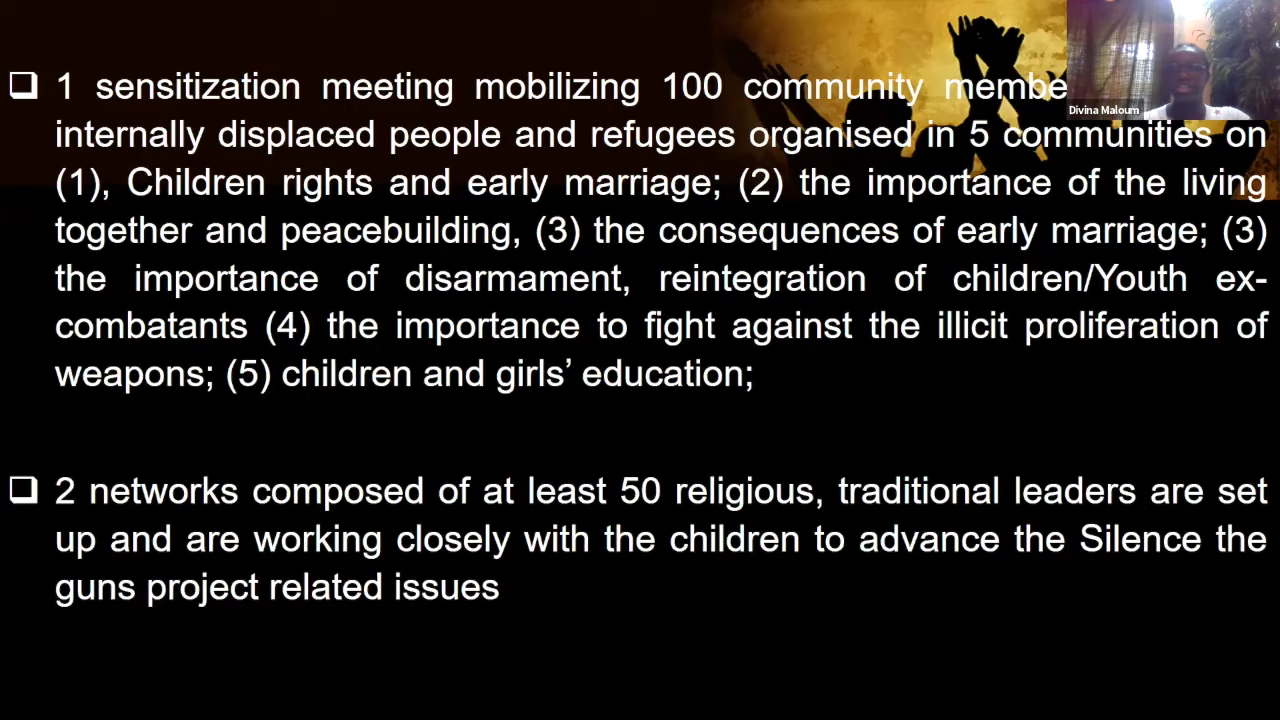 1 sensitization meeting mobilizing 100 community
Divina Maloum
internally displaced people and refugees organised in 5 communities on
(1), Children rights and early marriage; (2) the importance of the living
together and peacebuilding, (3) the consequences of early marriage; (3)
the importance of disarmament, reintegration of children/Youth ex-
combatants (4) the importance to fight against the illicit proliferation of
weapons; (5) children and girls’ education;
2 networks composed of at least 50 religious, traditional leaders are set
up and are working closely with the children to advance the Silence the
guns project related issues